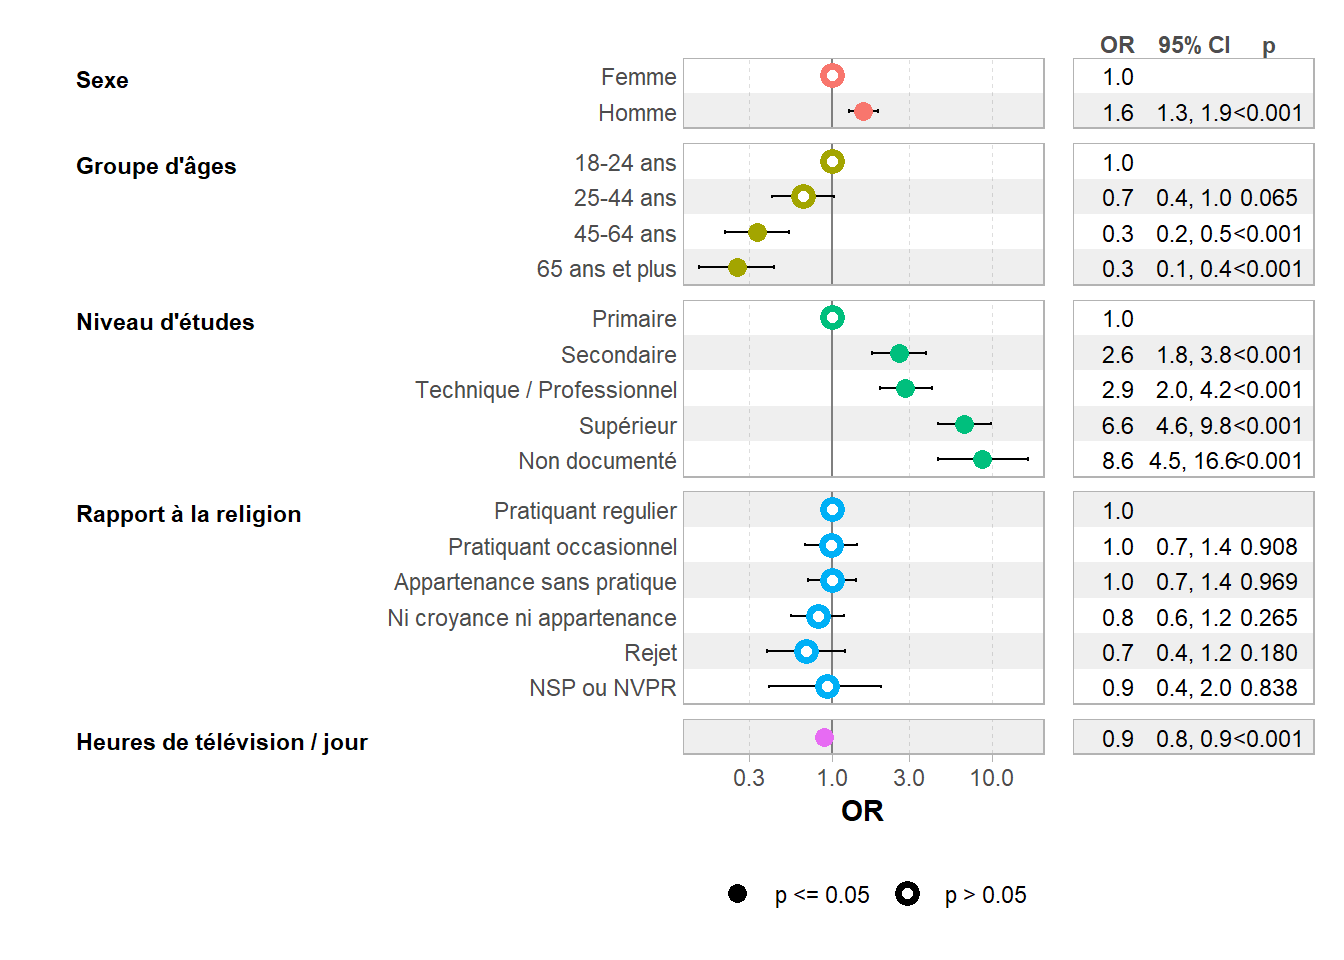 OR 95% CI p
Sexe Femme 1.0
Homme 1.6 1.3, 1.9 <0.001
Groupe d'âges 18-24 ans 1.0
25-44 ans 0.7 0.4, 1.0 0.065
45-64 ans 0.3 0.2, 0.5 <0.001
65 ans et plus 0.3 0.1, 0.4 <0.001
Niveau d'études Primaire 1.0
Secondaire 2.6 1.8, 3.8 <0.001
Technique / Professionnel 2.9 2.0, 4.2 <0.001
Supérieur 6.6 4.6, 9.8 <0.001
Non documenté 8.6 4.5, 16.6 <0.001
Rapport à la religion Pratiquant regulier 1.0
Pratiquant occasionnel 1.0 0.7, 1.4 0.908
Appartenance sans pratique 1.0 0.7, 1.4 0.969
Ni croyance ni appartenance 0.8 0.6, 1.2 0.265
Rejet 0.7 0.4, 1.2 0.180
NSP ou NVPR 0.9 0.4, 2.0 0.838
Heures de télévision / jour 0.9 0.8, 0.9 <0.001
0.3 1.0 3.0 10.0
OR
p <= 0.05 p > 0.05